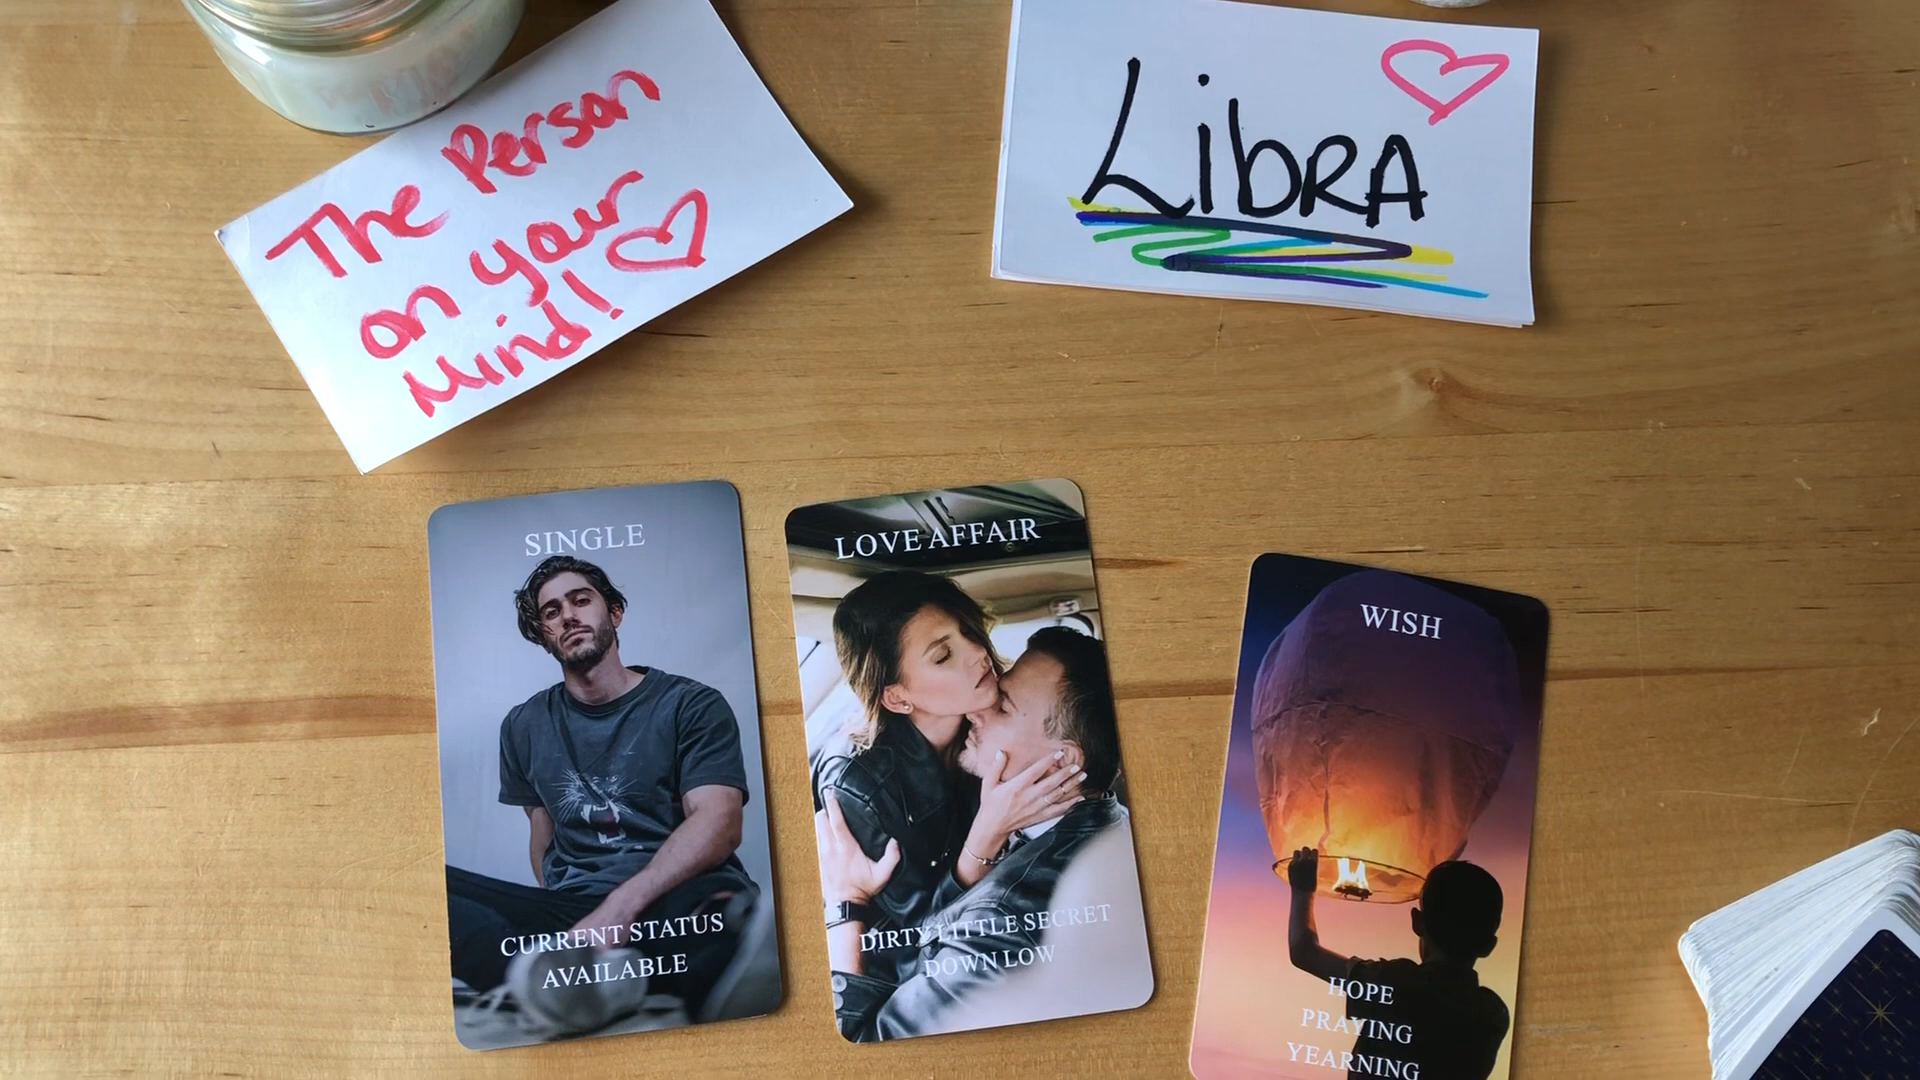 The Person
on your
Mind!
LibRA
SINGLE
CURRENT STATUS
AVAILABLE
LOVE AFFAIR
DIRTY LITTLE SECRET
DOWN LOW
WISH
HOPE
PRAYING
YEARNING